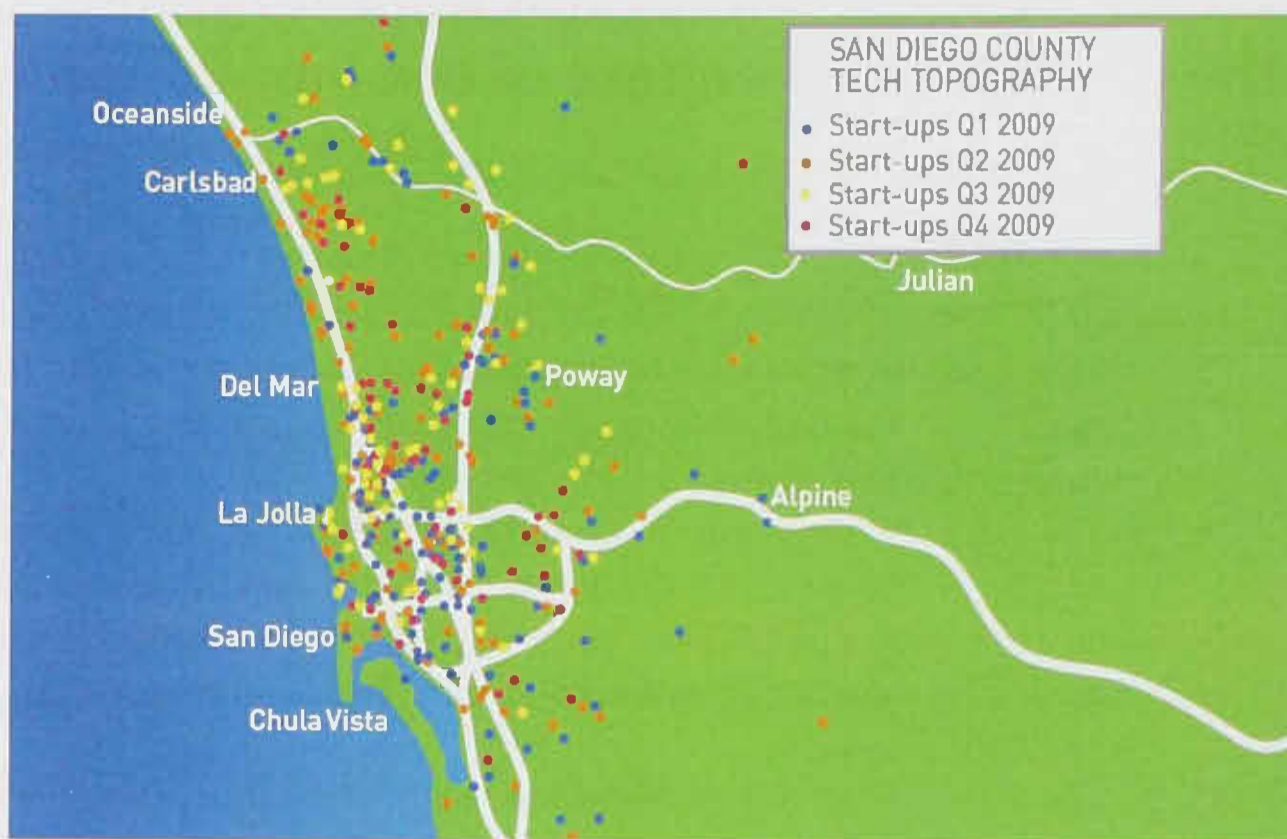 SAN DIEGO COUNTY
TECH TOPOGRAPHY
Start-ups Q1 2009
Start-ups Q2 2009
Start-ups Q3 2009
Start-ups Q4 2009
Oceanside
Carlsbad
Julian
Del Mar
Poway
La Jolla
Alpine
San Diego
Chula Vista